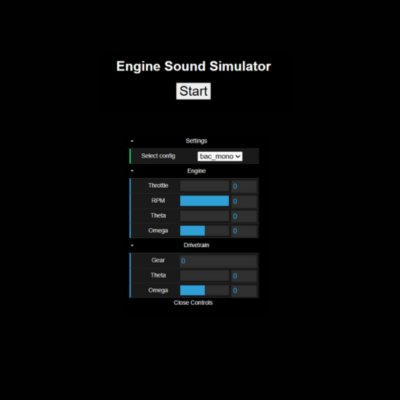 Engine Sound Simulator
Start
Settings
Select config bac_mono
Engine
Throttle 0
RPM 0
Theta 0
Omega 0
Drivetrain
Gear 0
Theta 0
Omega 0
Close Controls